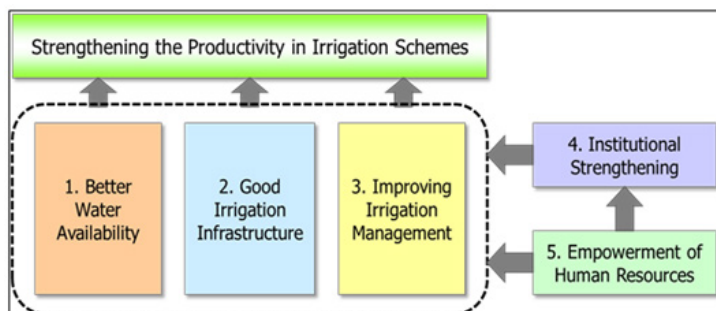 Strengthening the Productivity in Irrigation Schemes
1. Better
Water
Availability
2. Good
Irrigation
Infrastructure
3. Improving
Irrigation
Management
4. Institutional
Strengthening
5. Empowerment of
Human Resources